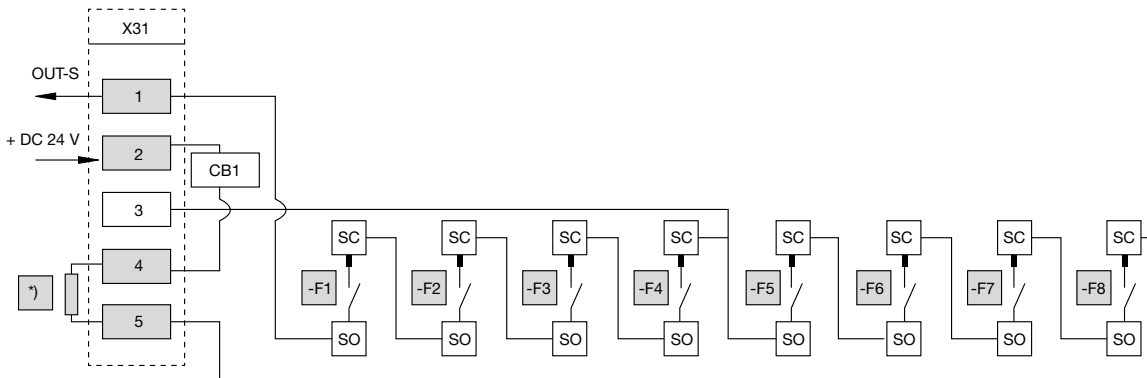 X31
OUT-S
1
+ DC 24 V
2
CB1
3
SC SC SC SC SC SC SC SC
4
*)
-F1 -F2 -F3 -F4 -F5 -F6 -F7 -F8
5
SO SO SO SO SO SO SO SO